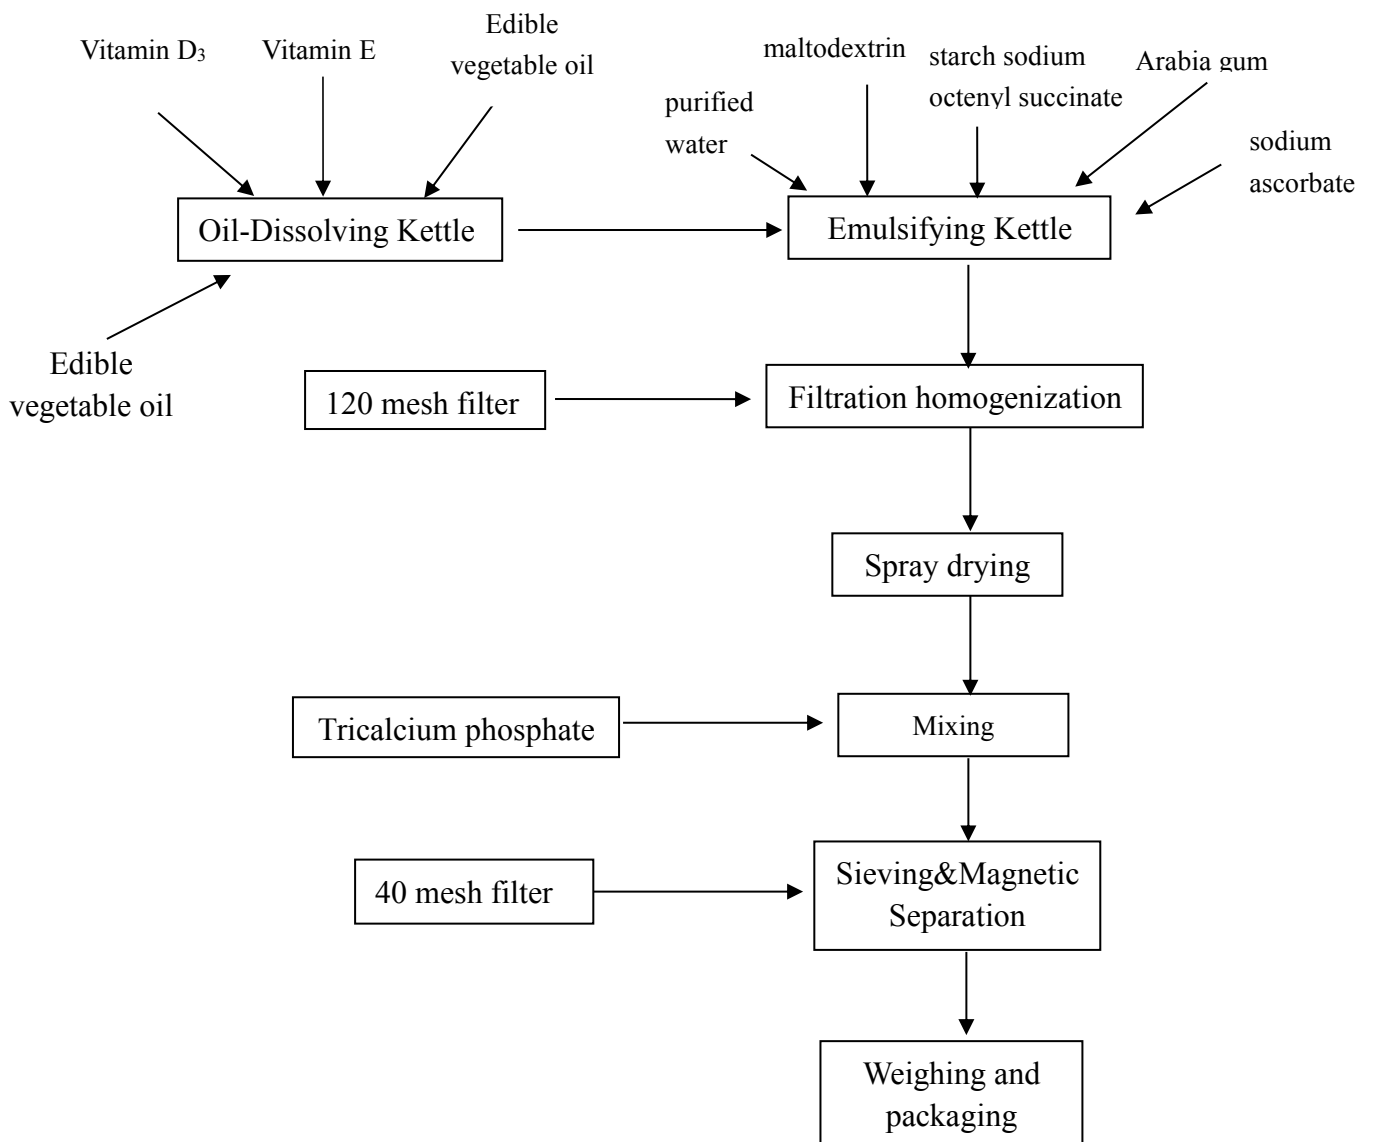 Vitamin D₃
Vitamin E
Edible
vegetable oil
maltodextrin
starch sodium
octenyl succinate
Arabia gum
purified
water
sodium
ascorbate
Oil-Dissolving Kettle
Emulsifying Kettle
Edible
vegetable oil
120 mesh filter
Filtration homogenization
Spray drying
Tricalcium phosphate
Mixing
40 mesh filter
Sieving&Magnetic
Separation
Weighing and
packaging